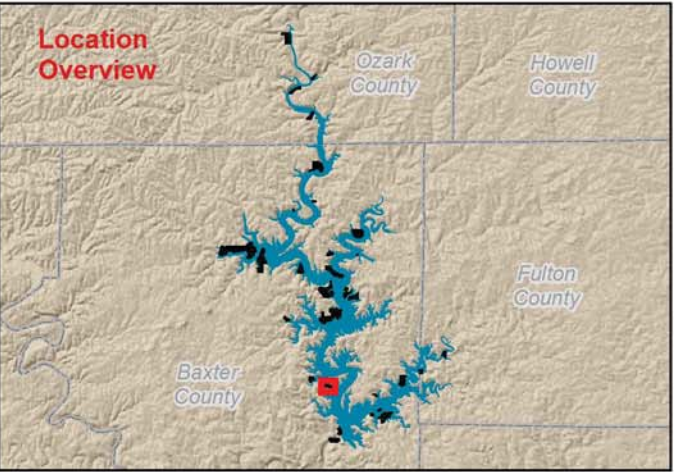 Location
Overview
Ozark
County
Howell
County
Fulton
County
Baxter
County